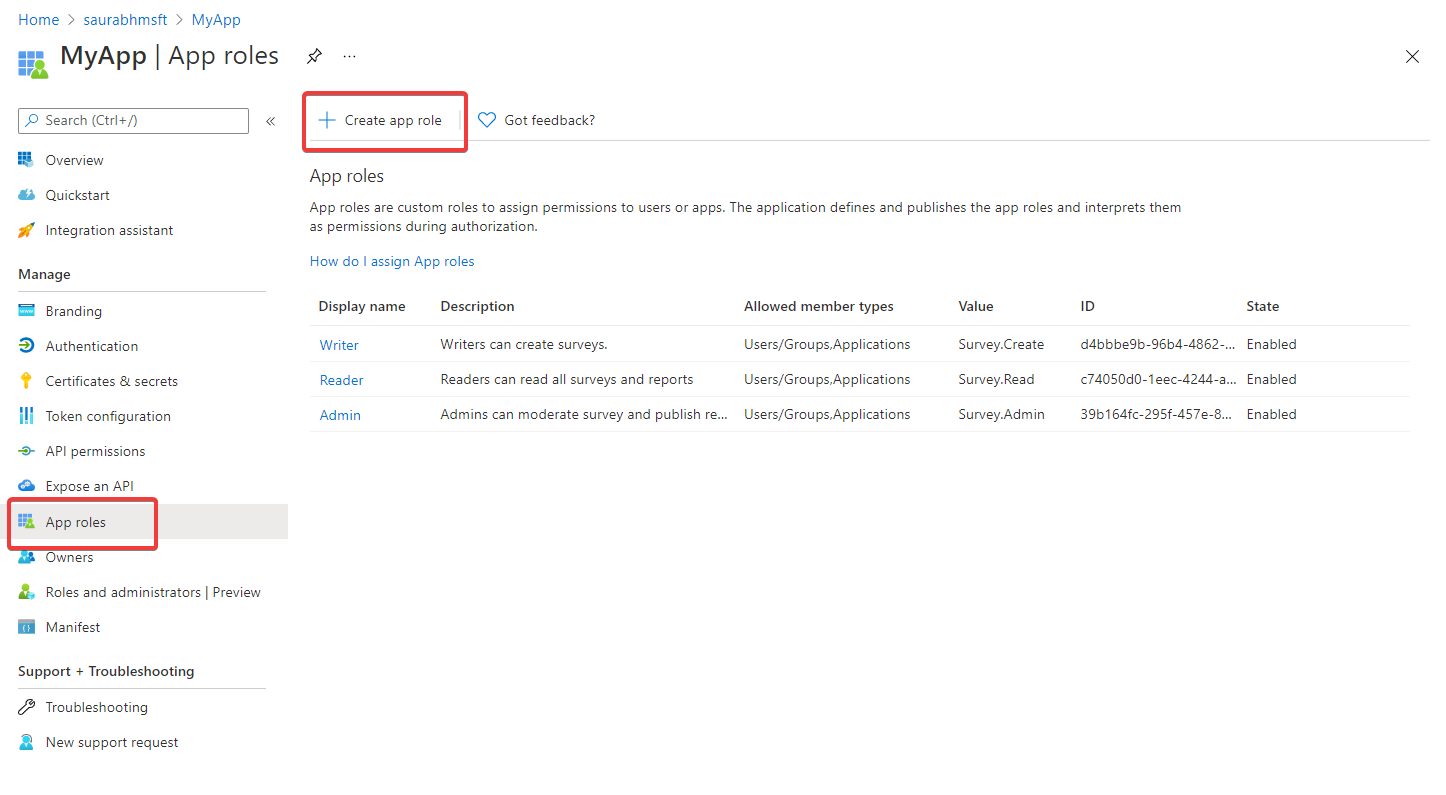 Home > saurabhmsft > MyApp
MyApp | App roles
Search (Ctrl+/)
Overview
Quickstart
Integration assistant
Manage
Branding
Authentication
Certificates & secrets
Token configuration
API permissions
Expose an API
App roles
Owners
Roles and administrators | Preview
Manifest
Support + Troubleshooting
Troubleshooting
New support request
Create app role
Got feedback?
App roles
App roles are custom roles to assign permissions to users or apps. The application defines and publishes the app roles and interprets them
as permissions during authorization.
How do I assign App roles
Display name Description Allowed member types Value ID State
Writer Writers can create surveys. Users/Groups,Applications Survey.Create d4bbbe9b-96b4-4862-... Enabled
Reader Readers can read all surveys and reports Users/Groups,Applications Survey.Read c74050d0-1eec-4244-a... Enabled
Admin Admins can moderate survey and publish re... Users/Groups,Applications Survey.Admin 39b164fc-295f-457e-8... Enabled